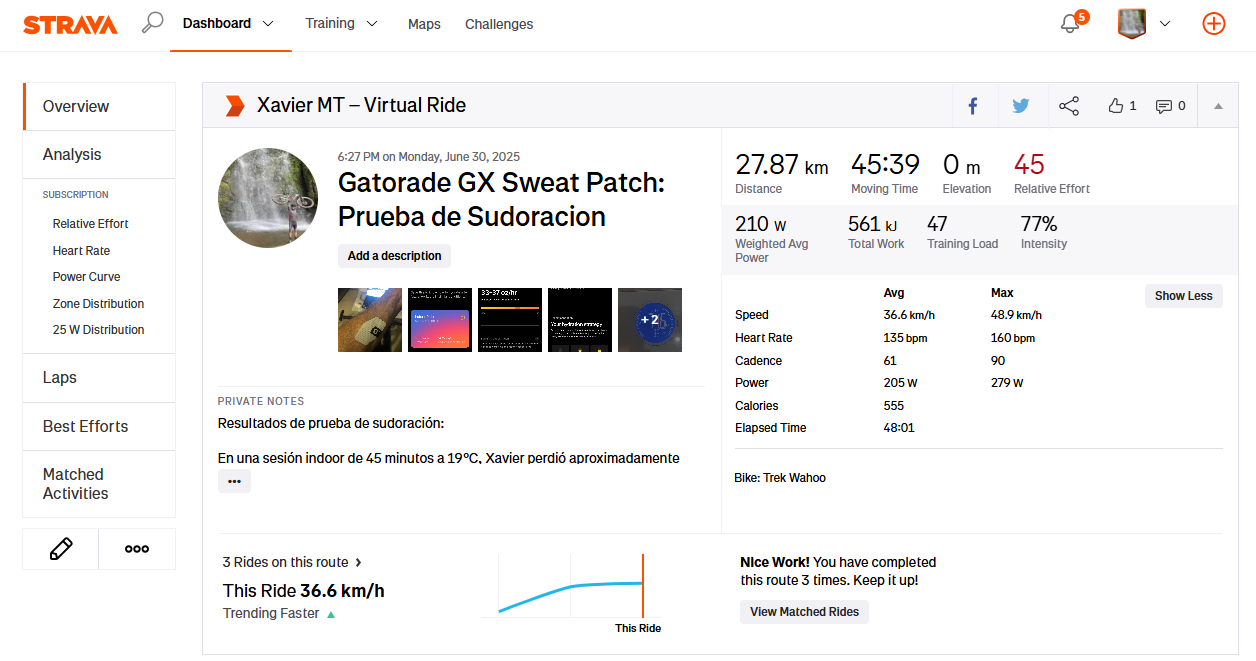 STRAVA
Dashboard
Training
Maps
Challenges
5
Overview
Analysis
SUBSCRIPTION
Relative Effort
Heart Rate
Power Curve
Zone Distribution
25 W Distribution
Laps
Best Efforts
Matched
Activities
Xavier MT – Virtual Ride
1
0
6:27 PM on Monday, June 30, 2025
Gatorade GX Sweat Patch:
Prueba de Sudoracion
Add a description
33-37 oz/hr
Your hydration strategy
+2
PRIVATE NOTES
Resultados de prueba de sudoración:
En una sesión indoor de 45 minutos a 19°C, Xavier perdió aproximadamente
27.87 km
Distance
45:39
Moving Time
0 m
Elevation
45
Relative Effort
210 W
Weighted Avg
Power
561 kJ
Total Work
47
Training Load
77%
Intensity
Avg Max
Show Less
Speed 36.6 km/h 48.9 km/h
Heart Rate 135 bpm 160 bpm
Cadence 61 90
Power 205 W 279 W
Calories 555
Elapsed Time 48:01
Bike: Trek Wahoo
3 Rides on this route
This Ride 36.6 km/h
Trending Faster
This Ride
Nice Work! You have completed
this route 3 times. Keep it up!
View Matched Rides